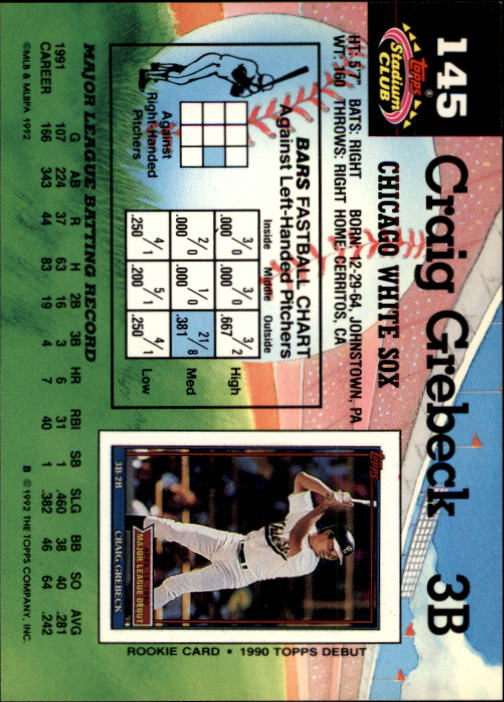 145
Craig Grebeck 3B
Topps®
Stadium
CLUB
CHICAGO WHITE SOX
HT: 5'7" BATS: RIGHT BORN: 12-29-64, JOHNSTOWN, PA
WT: 160 THROWS: RIGHT HOME: CERRITOS, CA
BARS FASTBALL CHART
Against Left-Handed Pitchers
Inside Middle Outside
3/0 3/0 3/2
.000 .000 .667
High
2/0 1/0 21/8
.000 .000 .381
Med
4/1 5/1 4/1
.250 .200 .250
Low
Against
Right-Handed
Pitchers
TOPPS
MAJOR LEAGUE DEBUT
3B-2B CRAIG GREBECK
ROOKIE CARD • 1990 TOPPS DEBUT
MAJOR LEAGUE BATTING RECORD
G AB R H 2B 3B HR RBI SB SLG BB SO AVG
1991 107 224 37 63 16 3 6 31 1 .460 38 40 .281
CAREER 166 343 44 83 19 4 7 40 1 .382 46 64 .242
©MLB & MLBPA 1992 B ©1992 THE TOPPS COMPANY, INC.